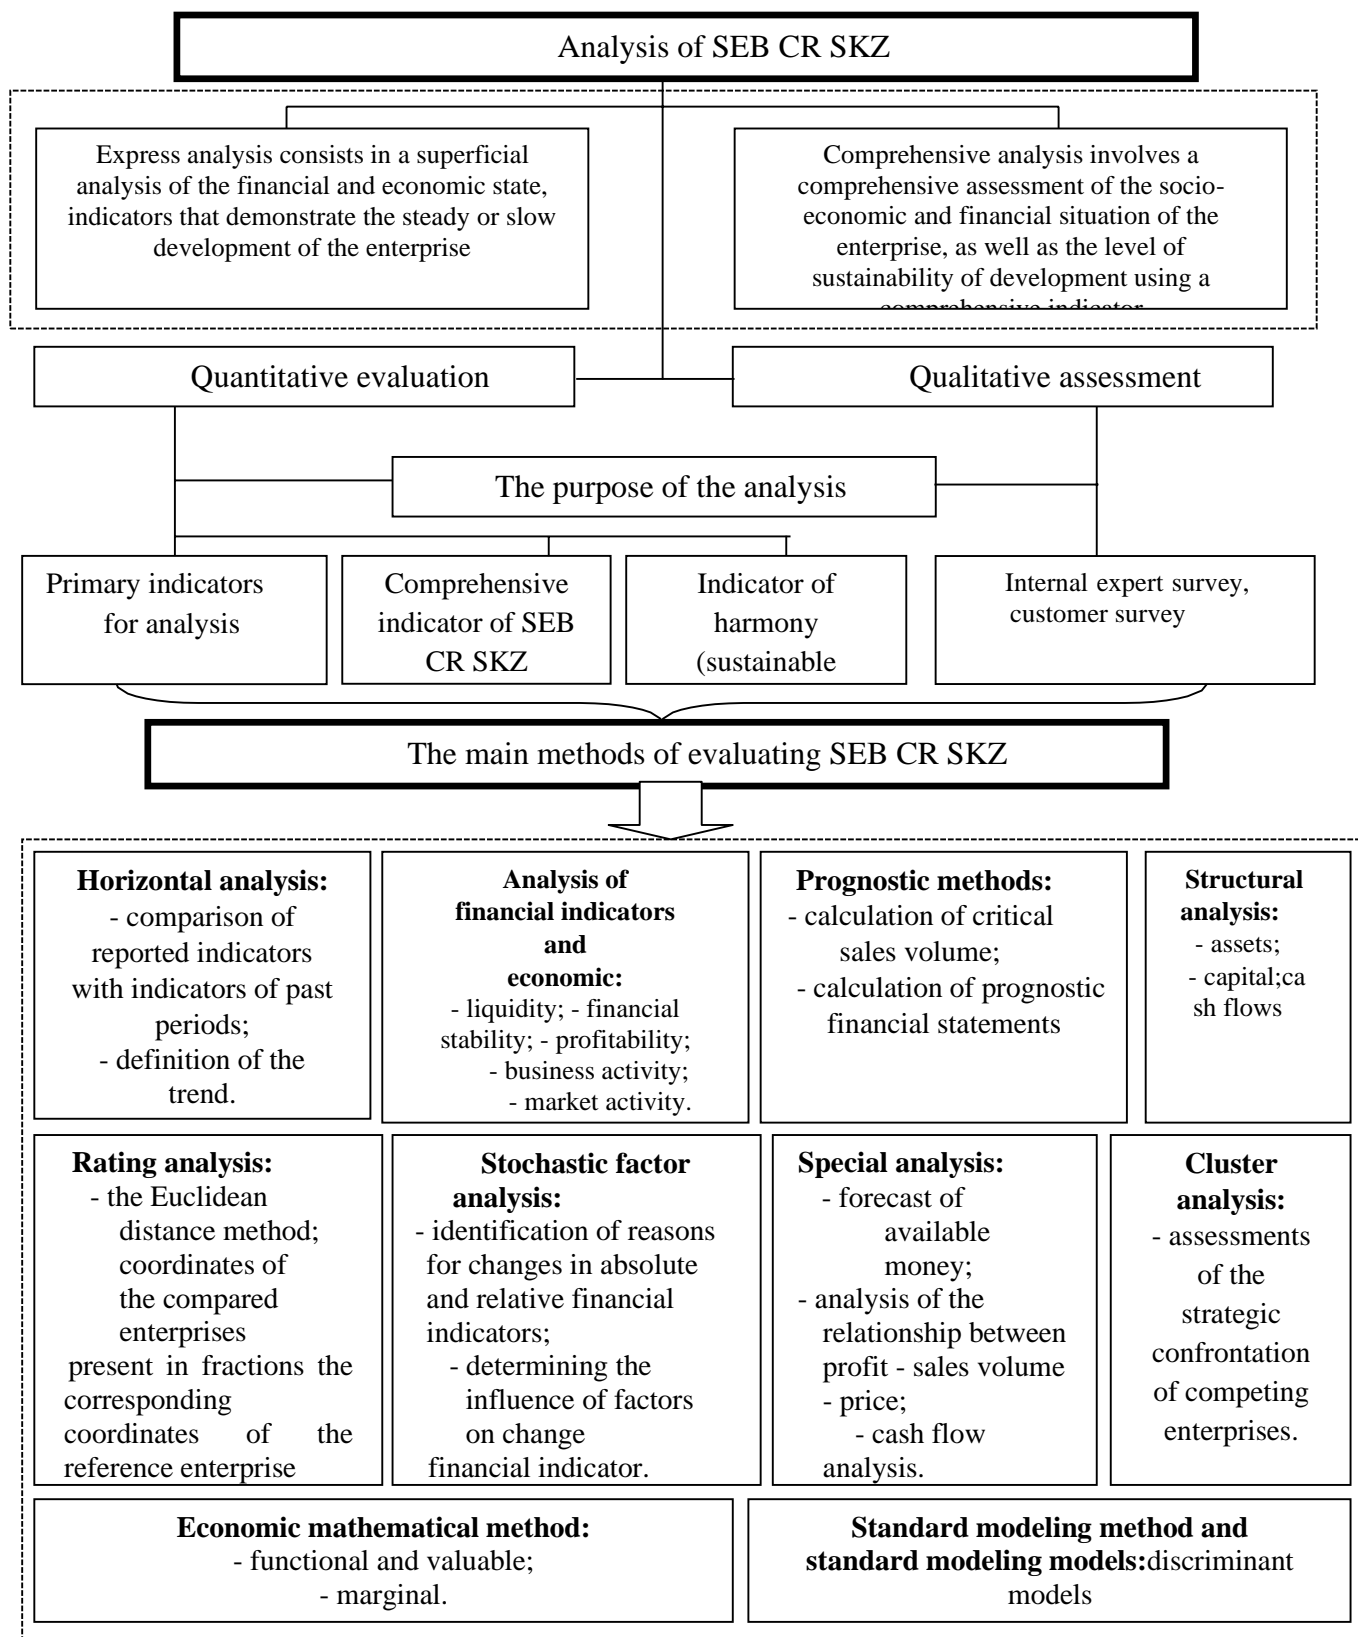 Analysis of SEB CR SKZ
Express analysis consists in a superficial
analysis of the financial and economic state,
indicators that demonstrate the steady or slow
development of the enterprise
Comprehensive analysis involves a
comprehensive assessment of the socio-
economic and financial situation of the
enterprise, as well as the level of
sustainability of development using a
comprehensive indicator
Quantitative evaluation
Qualitative assessment
The purpose of the analysis
Primary indicators
for analysis
Comprehensive
indicator of SEB
CR SKZ
Indicator of
harmony
(sustainable
Internal expert survey,
customer survey
The main methods of evaluating SEB CR SKZ
Horizontal analysis:
- comparison of
reported indicators
with indicators of past
periods;
- definition of the
trend.
Analysis of
financial indicators
and
economic:
- liquidity; - financial
stability; - profitability;
- business activity;
- market activity.
Prognostic methods:
- calculation of critical
sales volume;
- calculation of prognostic
financial statements
Structural
analysis:
- assets;
- capital;ca
sh flows
Rating analysis:
- the Euclidean
distance method;
coordinates of
the compared
enterprises
present in fractions the
corresponding
coordinates of the
reference enterprise
Stochastic factor
analysis:
- identification of reasons
for changes in absolute
and relative financial
indicators;
- determining the
influence of factors
on change
financial indicator.
Special analysis:
- forecast of
available
money;
- analysis of the
relationship between
profit - sales volume
- price;
- cash flow
analysis.
Cluster
analysis:
- assessments
of the
strategic
confrontation
of competing
enterprises.
Economic mathematical method:
- functional and valuable;
- marginal.
Standard modeling method and
standard modeling models:discriminant
models